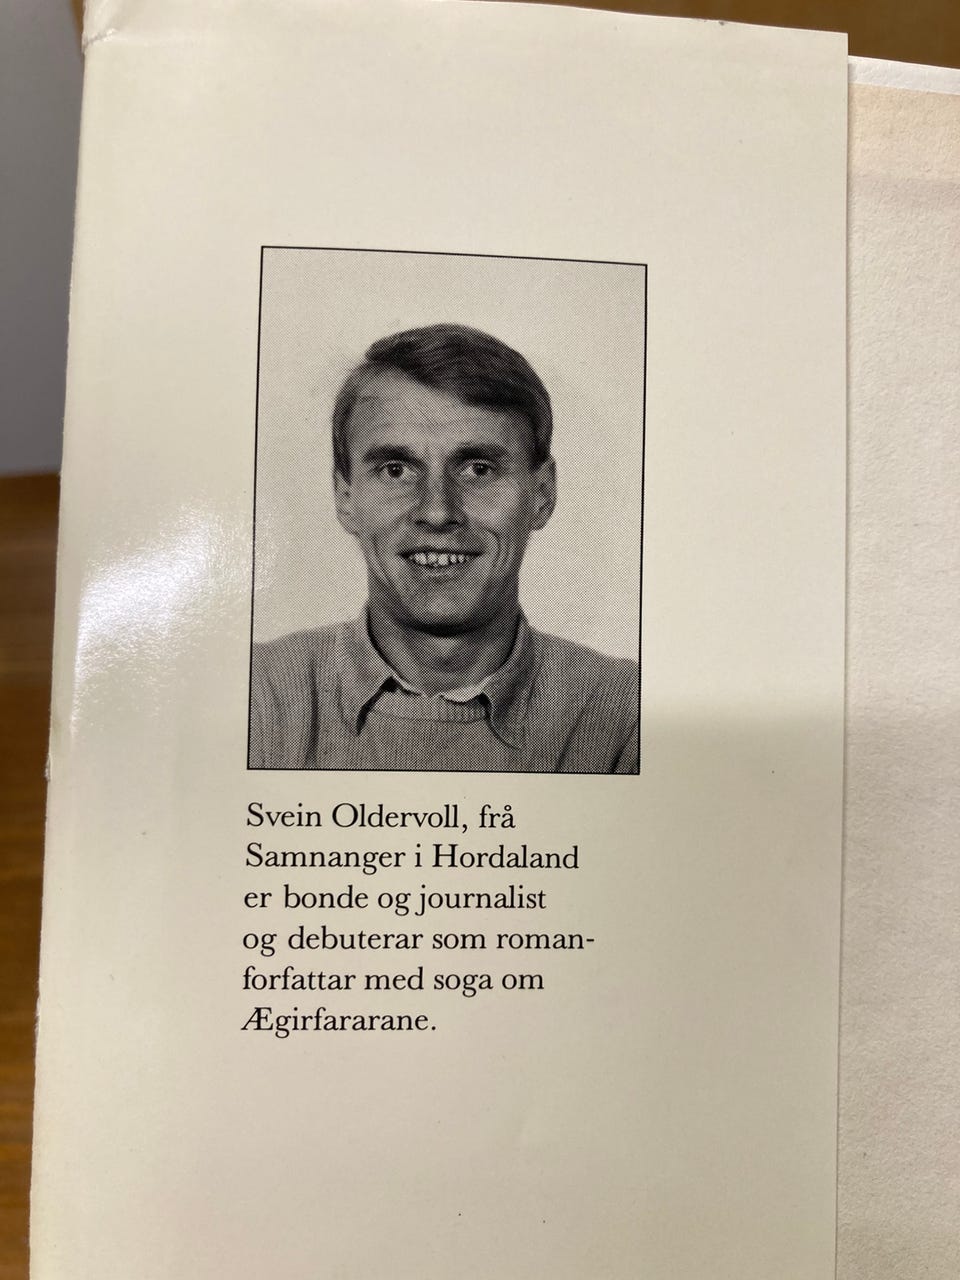 Svein Oldervoll, frå
Samnanger i Hordaland
er bonde og journalist
og debuterar som roman-
forfattar med soga om
Ægirfararane.